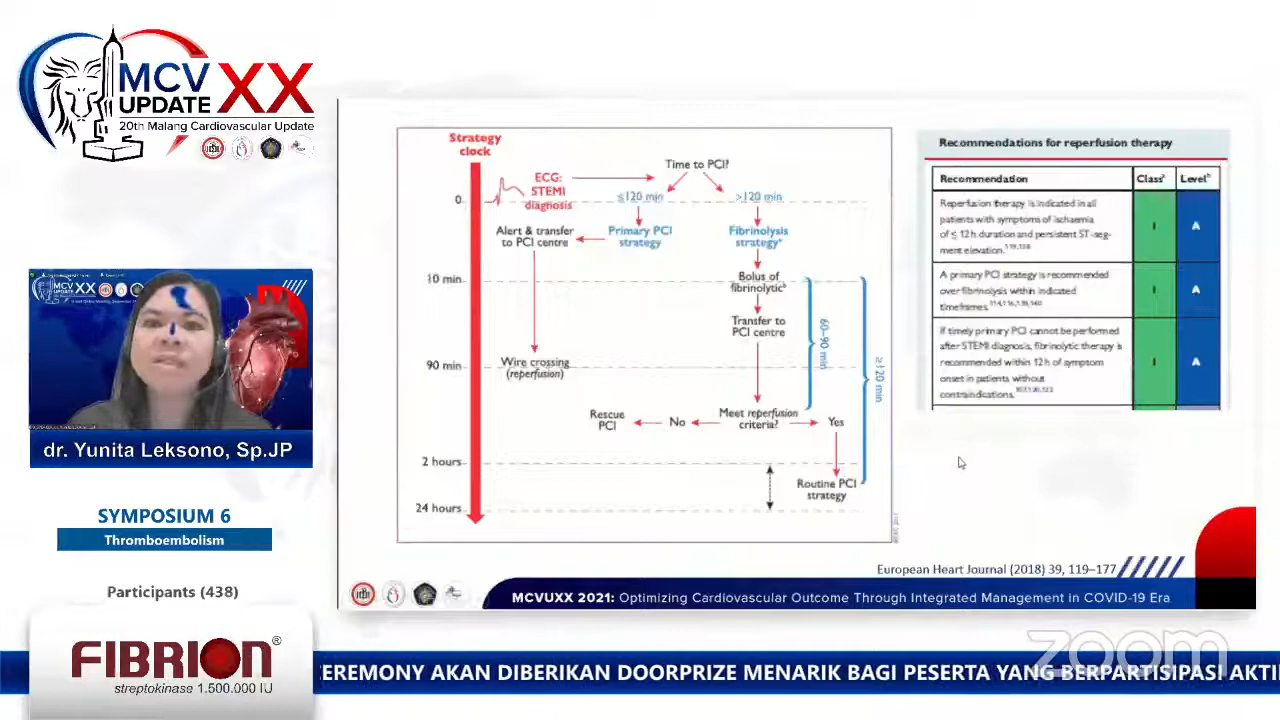 MCV XX
UPDATE
20th Malang Cardiovascular Update
dr. Yunita Leksono, Sp.JP
SYMPOSIUM 6
Thromboembolism
Participants (438)
FIBRION®
streptokinase 1.500.000 IU
Strategy
clock
0
10 min
90 min
2 hours
24 hours
ECG:
STEMI
diagnosis
Time to PCI?
≤120 min
>120 min
Alert & transfer
to PCI centre
Primary PCI
strategy
Fibrinolysis
strategy
Bolus of
fibrinolytic
Transfer to
PCI centre
60–90 min
≥120 min
Wire crossing
(reperfusion)
Rescue
PCI
No
Meet reperfusion
criteria?
Yes
Routine PCI
strategy
Recommendations for reperfusion therapy
Recommendation Class Level
Reperfusion therapy is indicated in all
patients with symptoms of ischaemia
of ≤ 12 h duration and persistent ST-seg-
ment elevation.
I A
A primary PCI strategy is recommended
over fibrinolysis within indicated
timeframes.
I A
If timely primary PCI cannot be performed
after STEMI diagnosis, fibrinolytic therapy is
recommended within 12 h of symptom
onset in patients without
contraindications.
I A
European Heart Journal (2018) 39, 119–177
MCVUXX 2021: Optimizing Cardiovascular Outcome Through Integrated Management in COVID-19 Era
zoom
CEREMONY AKAN DIBERIKAN DOORPRIZE MENARIK BAGI PESERTA YANG BERPARTISIPASI AKTI